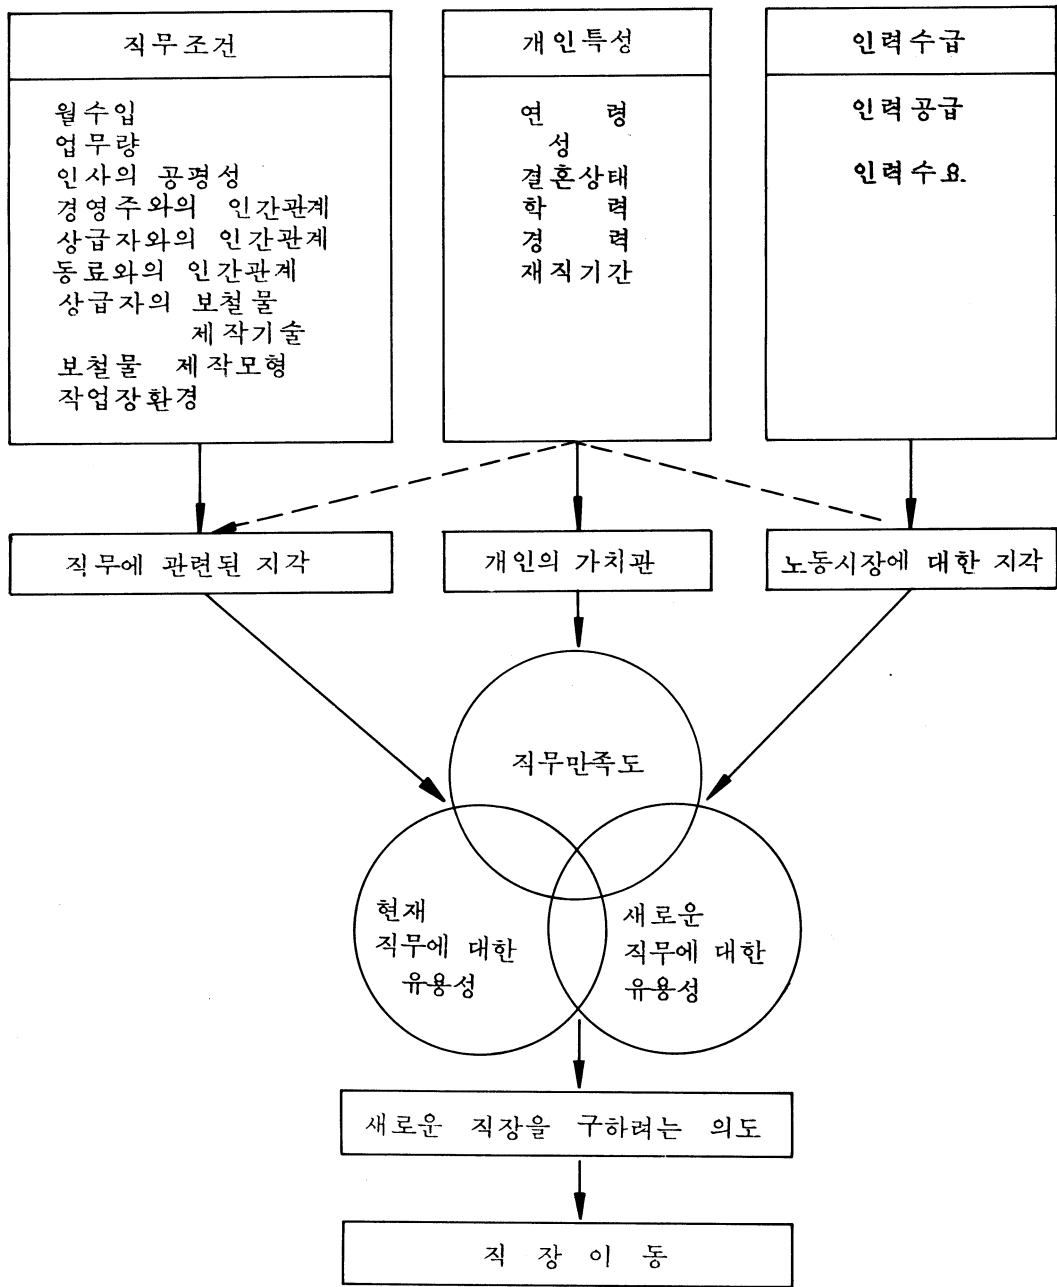 직무조건
월수입
업무량
인사의 공평성
경영주와의 인간관계
상급자와의 인간관계
동료와의 인간관계
상급자의 보철물
제작기술
보철물 제작모형
작업장환경
개인특성
연 령
성
결혼상태
학 력
경 력
재직기간
인력수급
인력공급
인력수요
직무에 관련된 지각
개인의 가치관
노동시장에 대한 지각
직무만족도
현재
직무에 대한
유용성
새로운
직무에 대한
유용성
새로운 직장을 구하려는 의도
직 장 이 동